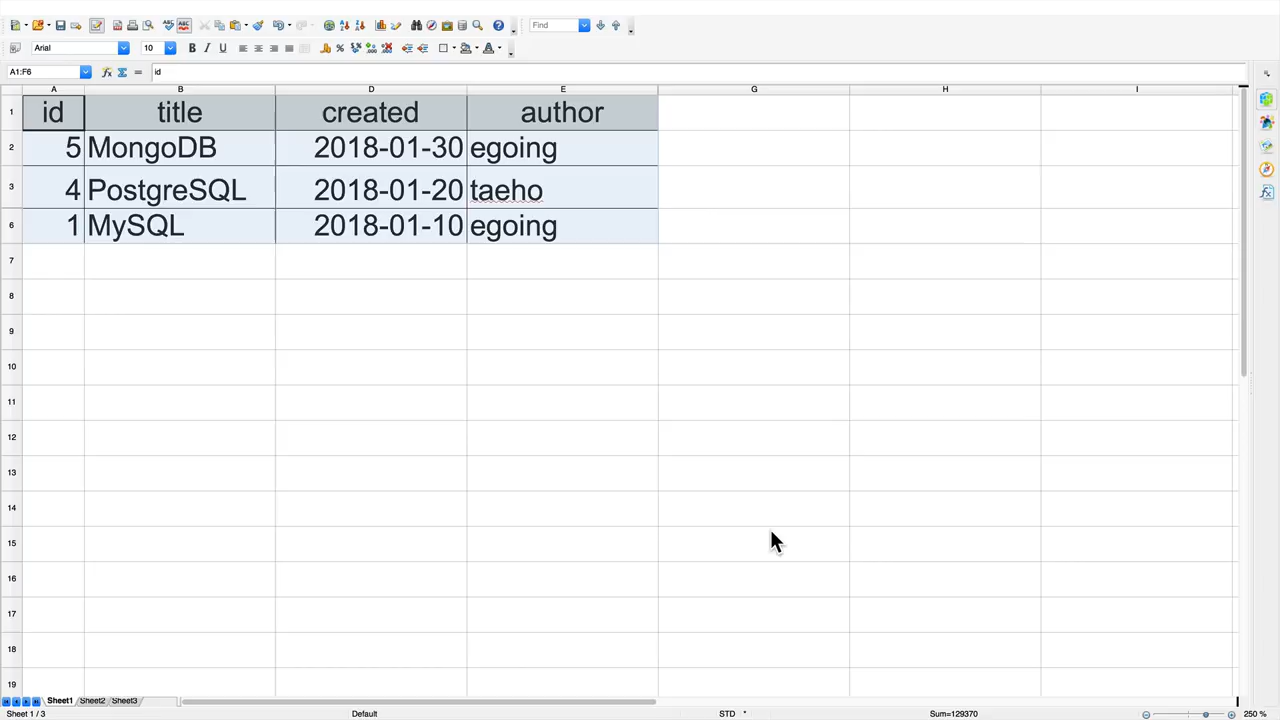 Find
Arial 10
A1:F6 id
A B D E G H I
1 id title created author
2 5 MongoDB 2018-01-30 egoing
3 4 PostgreSQL 2018-01-20 taeho
6 1 MySQL 2018-01-10 egoing
7
8
9
10
11
12
13
14
15
16
17
18
19
Sheet1 Sheet2 Sheet3
Sheet 1 / 3 Default STD * Sum=129370 250 %